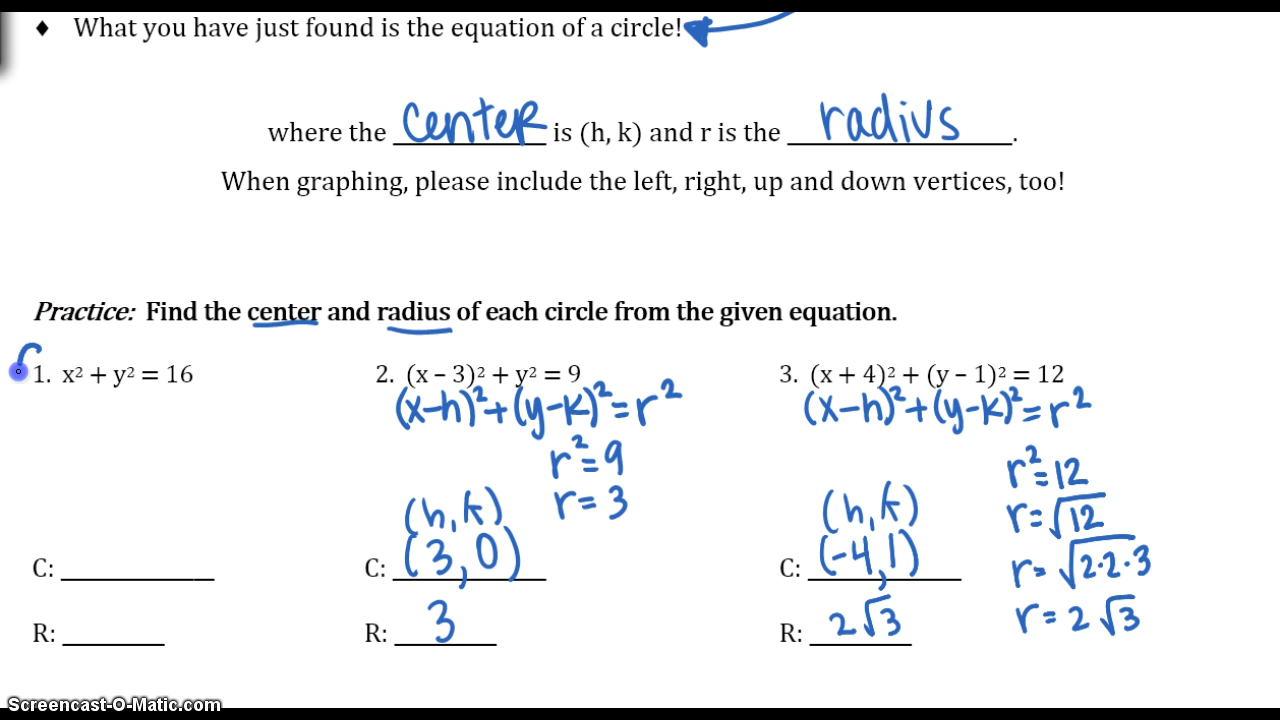 ♦ What you have just found is the equation of a circle!
where the center is (h, k) and r is the radius.
When graphing, please include the left, right, up and down vertices, too!
Practice: Find the center and radius of each circle from the given equation.
1. x² + y² = 16
C: ____________
R: ________
2. (x – 3)² + y² = 9
(x-h)²+(y-k)²=r²
r²=9
r=3
(h,k)
C: (3,0)
R: 3
3. (x + 4)² + (y – 1)² = 12
(x-h)²+(y-k)²=r²
r²=12
r=√12
r=√2·2·3
r=2√3
(h,k)
C: (-4,1)
R: 2√3
Screencast-O-Matic.com